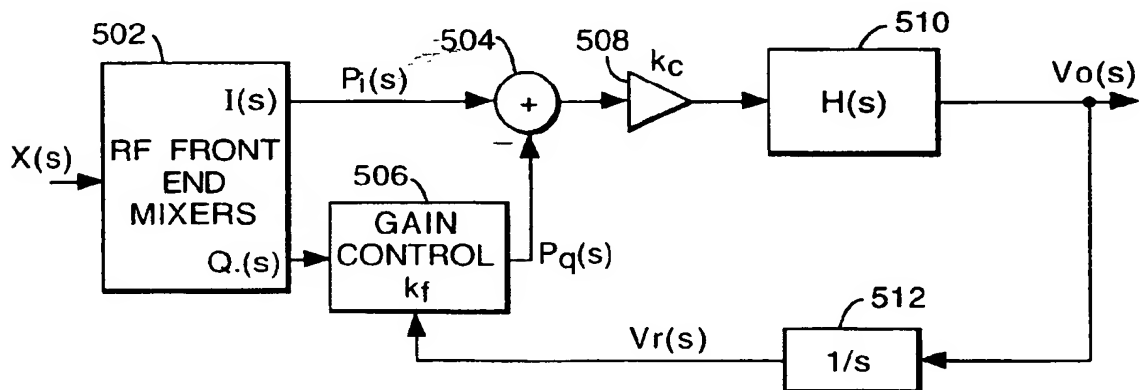 502
504
508
510
kc
Pi(s)
Vo(s)
I(s)
+
H(s)
RF FRONT
END
MIXERS
X(s)
−
506
GAIN
CONTROL
kf
Q.(s)
Pq(s)
512
Vr(s)
1/s